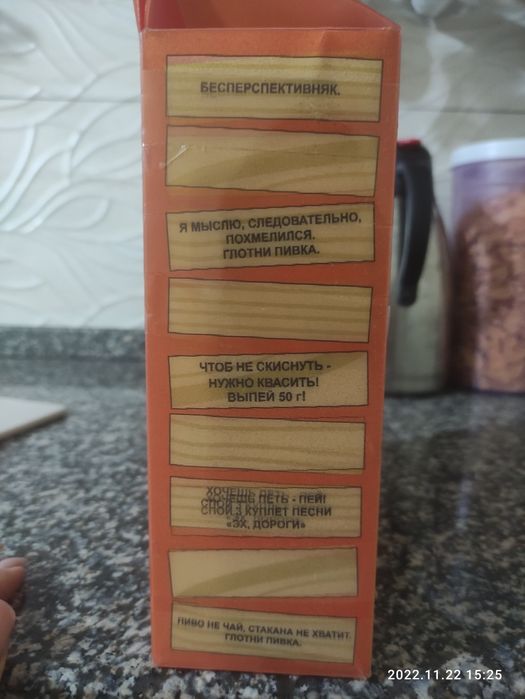 БЕСПЕРСПЕКТИВНЯК.
Я МЫСЛЮ, СЛЕДОВАТЕЛЬНО,
ПОХМЕЛИЛСЯ.
ГЛОТНИ ПИВКА.
ЧТОБ НЕ СКИСНУТЬ -
НУЖНО КВАСИТЬ!
ВЫПЕЙ 50 г!
ХОЧЕШЬ ПЕТЬ - ПЕЙ!
СПОЙ 3 КУПЛЕТ ПЕСНИ
«ЭХ, ДОРОГИ»
ПИВО НЕ ЧАЙ, СТАКАНА НЕ ХВАТИТ.
ГЛОТНИ ПИВКА.
2022.11.22 15:25